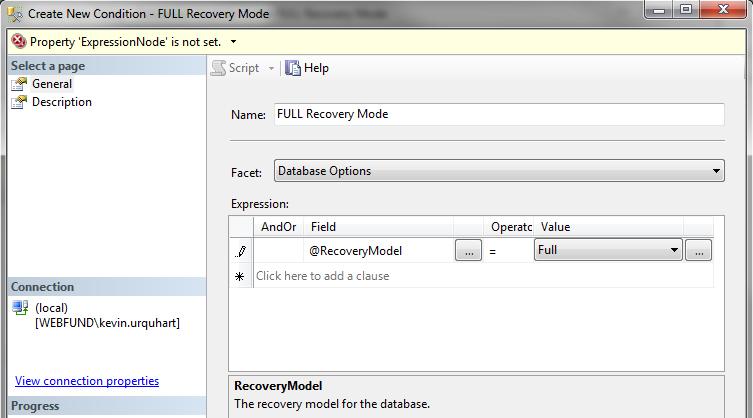 Create New Condition - FULL Recovery Mode
Property 'ExpressionNode' is not set.
Select a page
General
Description
Script
Help
Name: FULL Recovery Mode
Facet: Database Options
Expression:
AndOr Field Operatc Value
@RecoveryModel ... = Full ...
Click here to add a clause
Connection
(local)
[WEBFUND\kevin.urquhart]
View connection properties
Progress
RecoveryModel
The recovery model for the database.